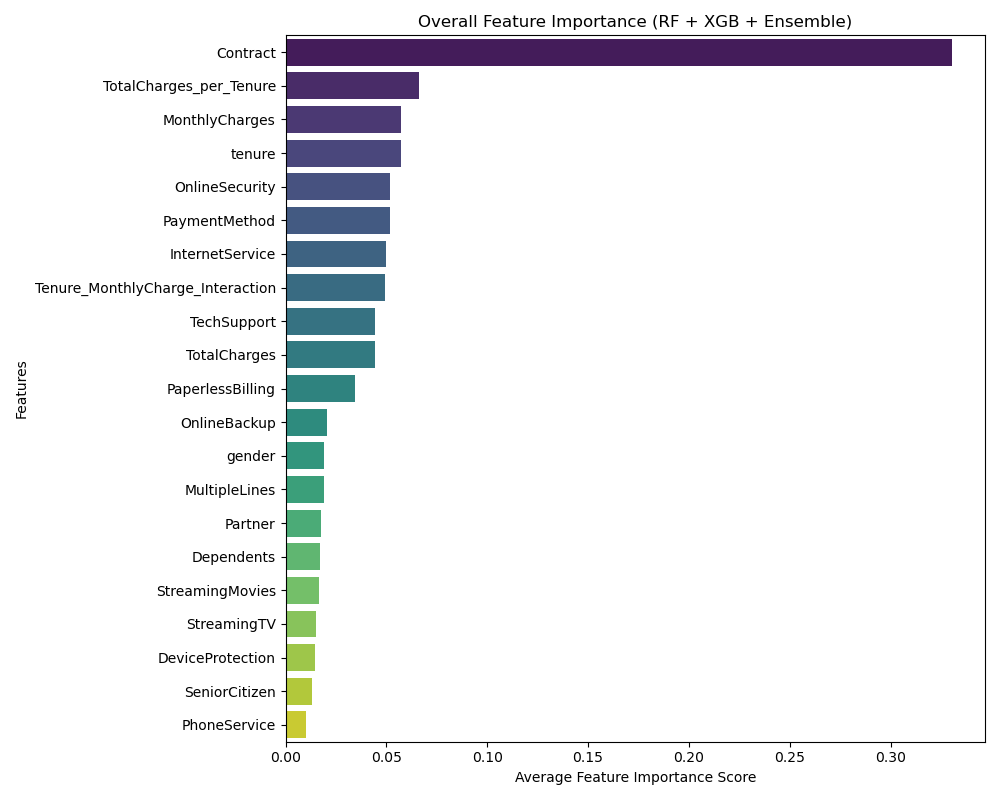 Overall Feature Importance (RF + XGB + Ensemble)
Contract
TotalCharges_per_Tenure
MonthlyCharges
tenure
OnlineSecurity
PaymentMethod
InternetService
Tenure_MonthlyCharge_Interaction
TechSupport
TotalCharges
PaperlessBilling
OnlineBackup
gender
MultipleLines
Partner
Dependents
StreamingMovies
StreamingTV
DeviceProtection
SeniorCitizen
PhoneService
Features
0.00 0.05 0.10 0.15 0.20 0.25 0.30
Average Feature Importance Score